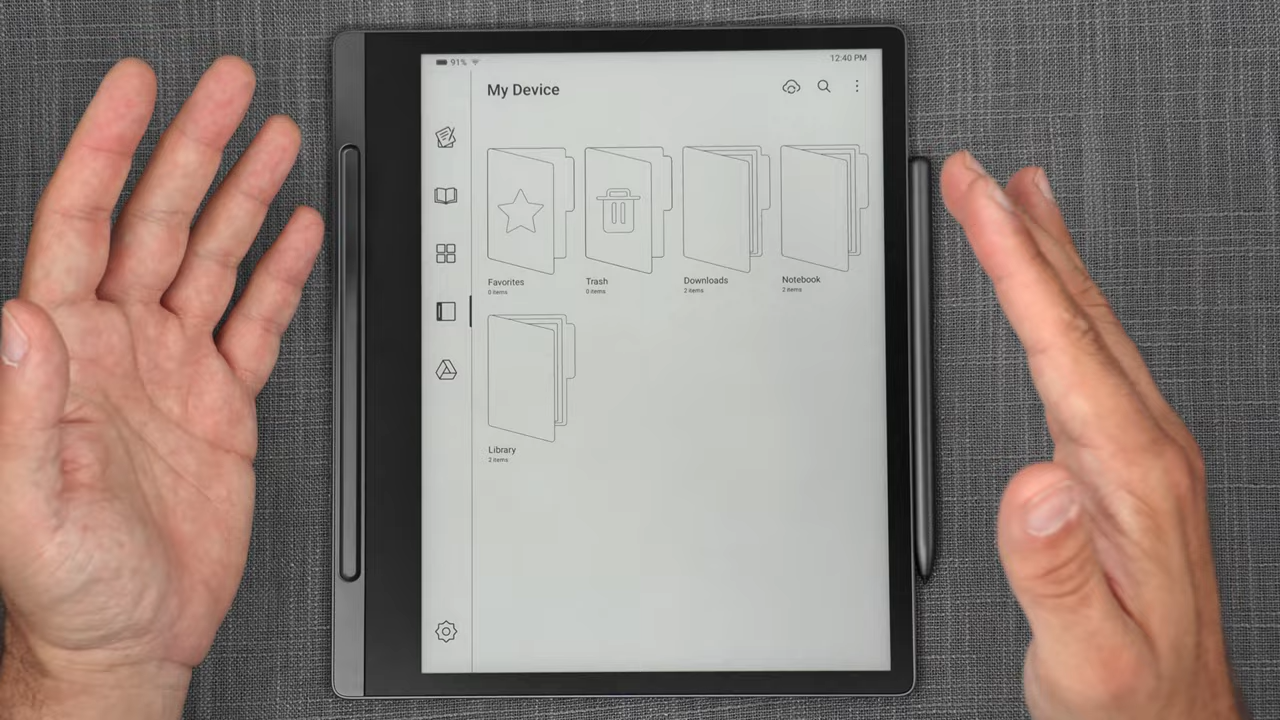 91%
12:40 PM
My Device
Favorites
0 items
Trash
0 items
Downloads
2 items
Notebook
2 items
Library
2 items